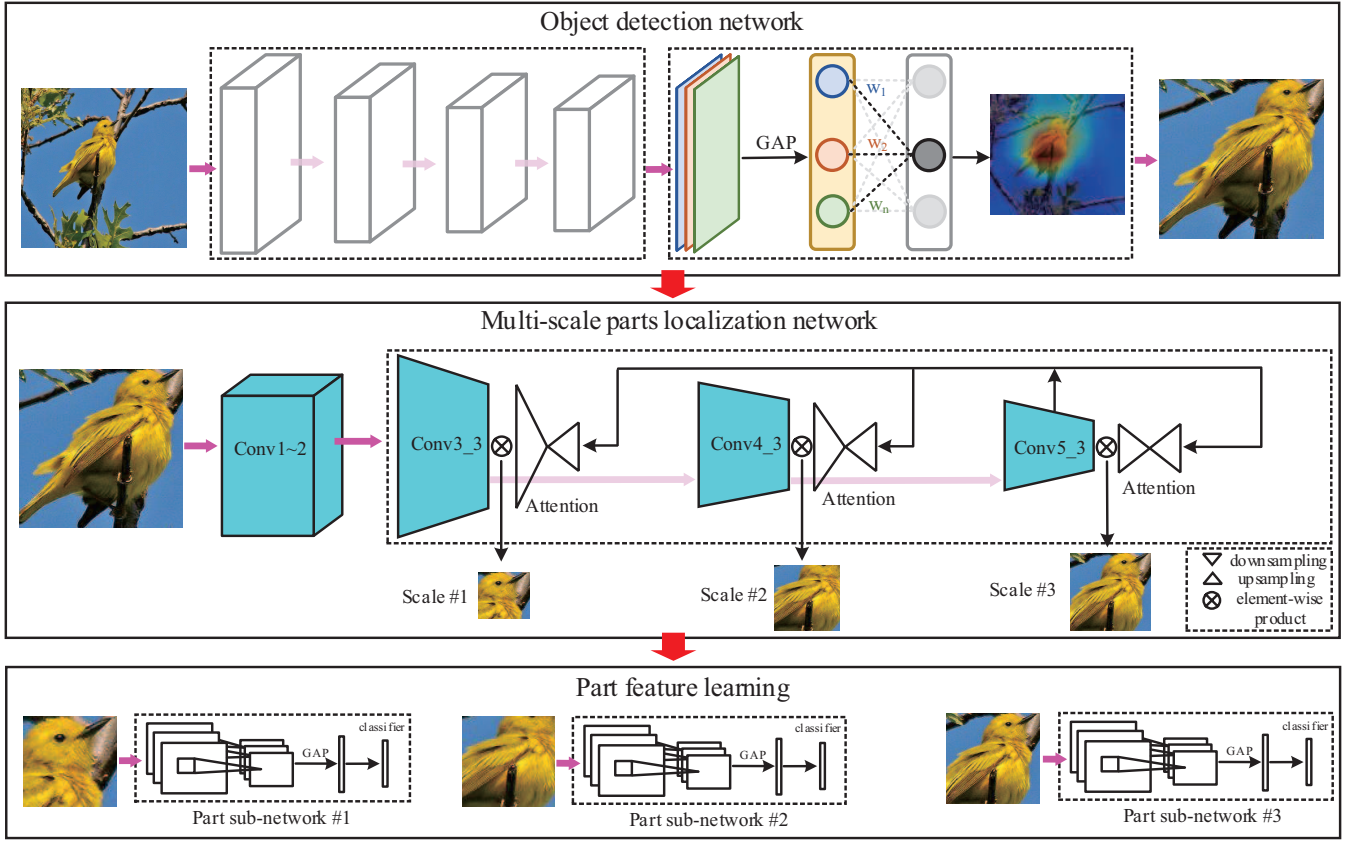 Object detection network
GAP
w1
w2
wn
Multi-scale parts localization network
Conv1~2
Conv3_3
Attention
Conv4_3
Attention
Conv5_3
Attention
Scale #1
Scale #2
Scale #3
downsampling
upsampling
element-wise
product
Part feature learning
GAP
classifier
Part sub-network #1
GAP
classifier
Part sub-network #2
GAP
classifier
Part sub-network #3